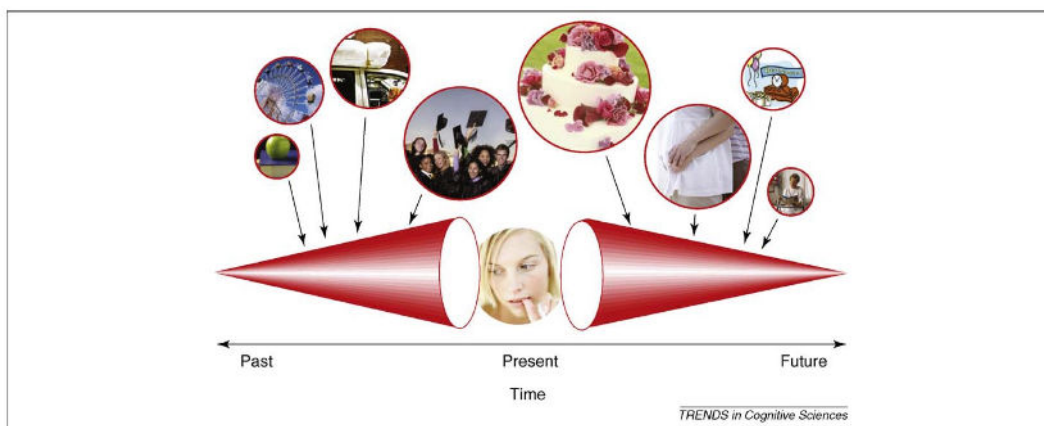 Past
Present
Future
Time
TRENDS in Cognitive Sciences